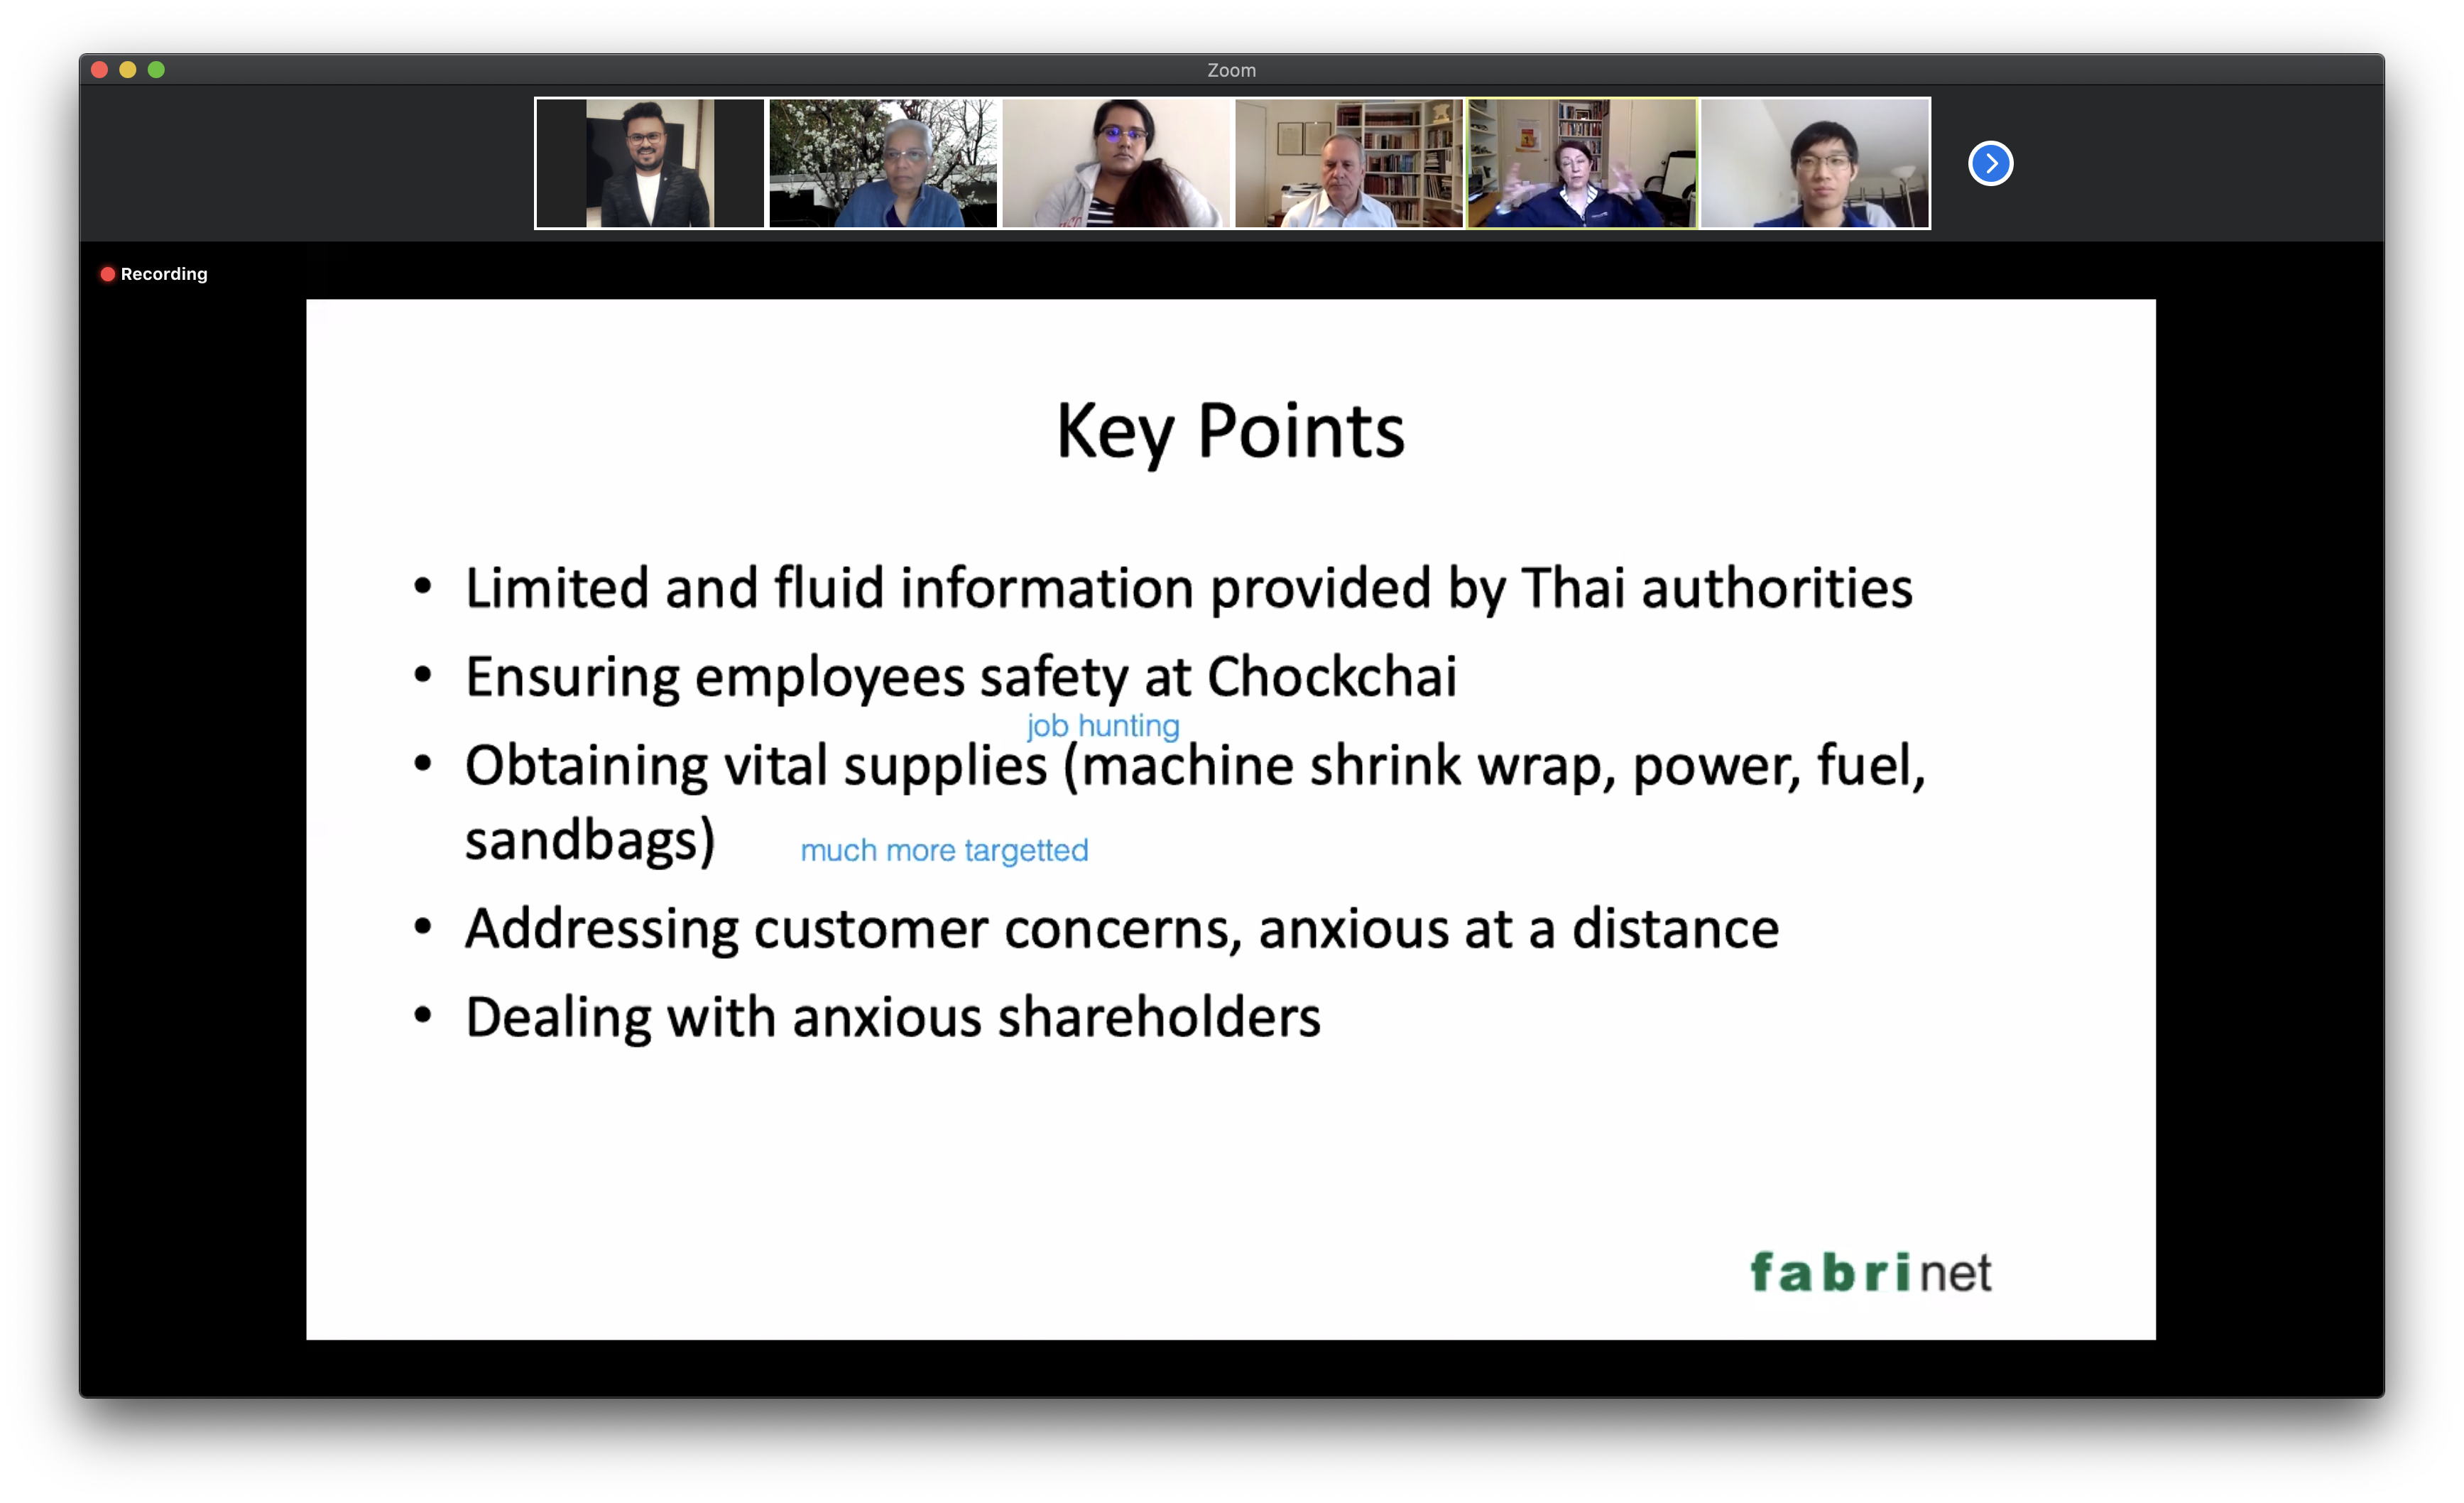 Zoom
Recording
Key Points
• Limited and fluid information provided by Thai authorities
• Ensuring employees safety at Chockchai
job hunting
• Obtaining vital supplies (machine shrink wrap, power, fuel,
sandbags)
much more targetted
• Addressing customer concerns, anxious at a distance
• Dealing with anxious shareholders
fabrinet